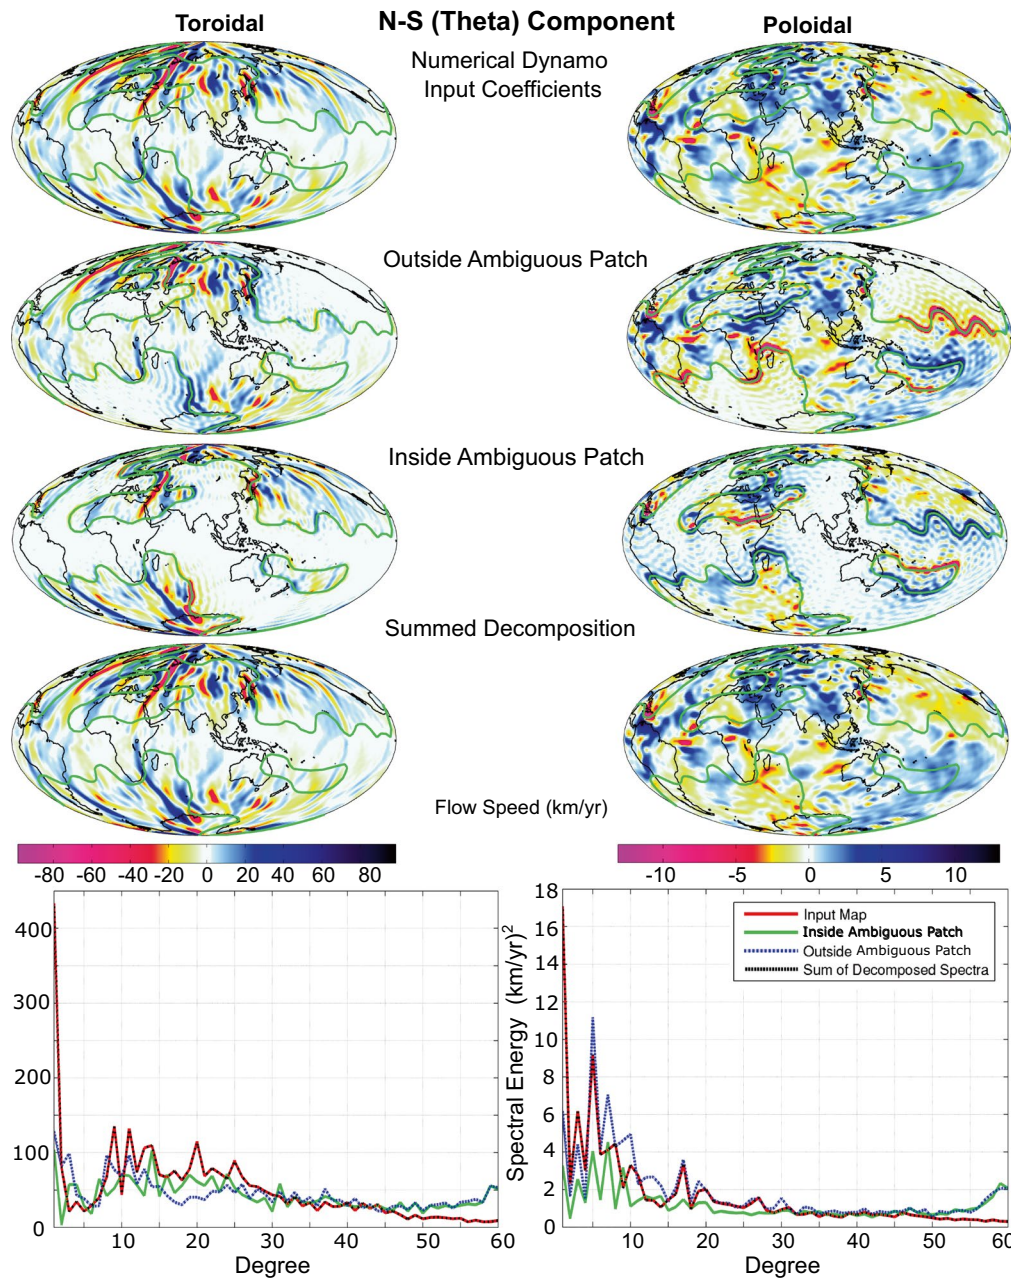 N-S (Theta) Component
Toroidal
Poloidal
Numerical Dynamo
Input Coefficients
Outside Ambiguous Patch
Inside Ambiguous Patch
Summed Decomposition
Flow Speed (km/yr)
-80 -60 -40 -20 0 20 40 60 80
-10 -5 0 5 10
400
300
200
100
0
10 20 30 40 50 60
Degree
Spectral Energy (km/yr)²
18
16
14
12
10
8
6
4
2
0
10 20 30 40 50 60
Degree
Input Map
Inside Ambiguous Patch
Outside Ambiguous Patch
Sum of Decomposed Spectra